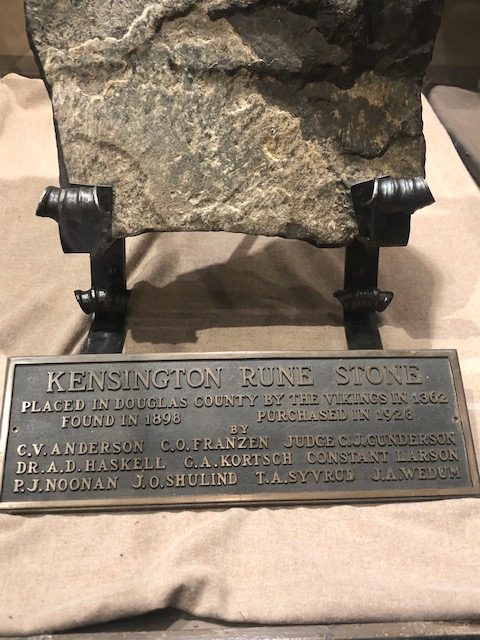 KENSINGTON RUNE STONE
PLACED IN DOUGLAS COUNTY BY THE VIKINGS IN 1362
FOUND IN 1898 PURCHASED IN 1928
BY
C.V. ANDERSON C.O. FRANZEN JUDGE C.J. GUNDERSON
DR. A.D. HASKELL G.A. KORTSCH CONSTANT LARSON
P.J. NOONAN J.O. SHULIND T.A. SYVRUD J.A. WEDUM